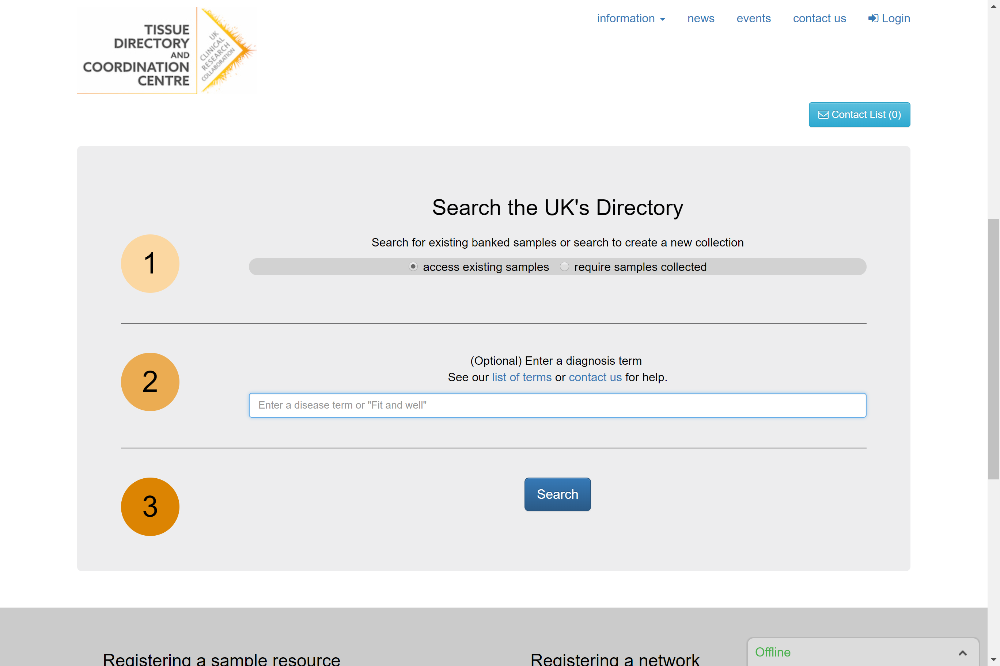 TISSUE
DIRECTORY
AND
COORDINATION
CENTRE
UK
CLINICAL
RESEARCH
COLLABORATION
information
news
events
contact us
Login
Contact List (0)
Search the UK's Directory
1
Search for existing banked samples or search to create a new collection
access existing samples require samples collected
2
(Optional) Enter a diagnosis term
See our list of terms or contact us for help.
Enter a disease term or "Fit and well"
3
Search
Registering a sample resource
Registering a network
Offline